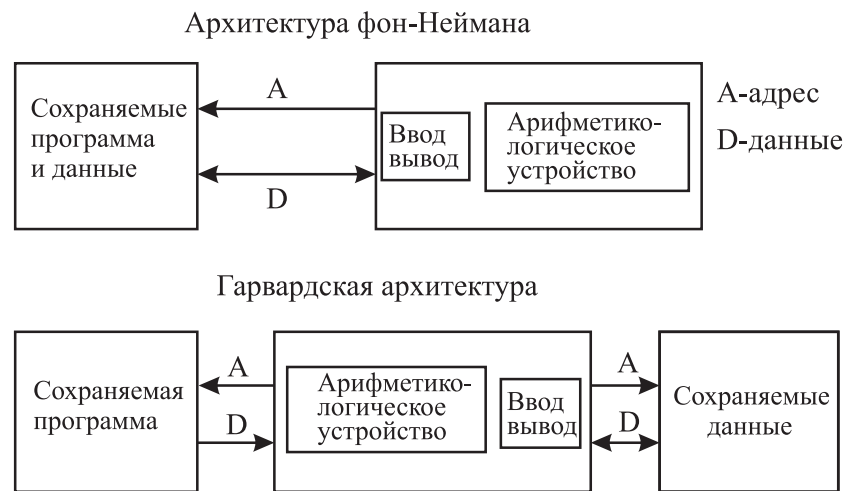 Архитектура фон-Неймана
Сохраняемые
программа
и данные
A
D
Ввод
вывод
Арифметико-
логическое
устройство
А-адрес
D-данные
Гарвардская архитектура
Сохраняемая
программа
A
D
Арифметико-
логическое
устройство
Ввод
вывод
A
D
Сохраняемые
данные